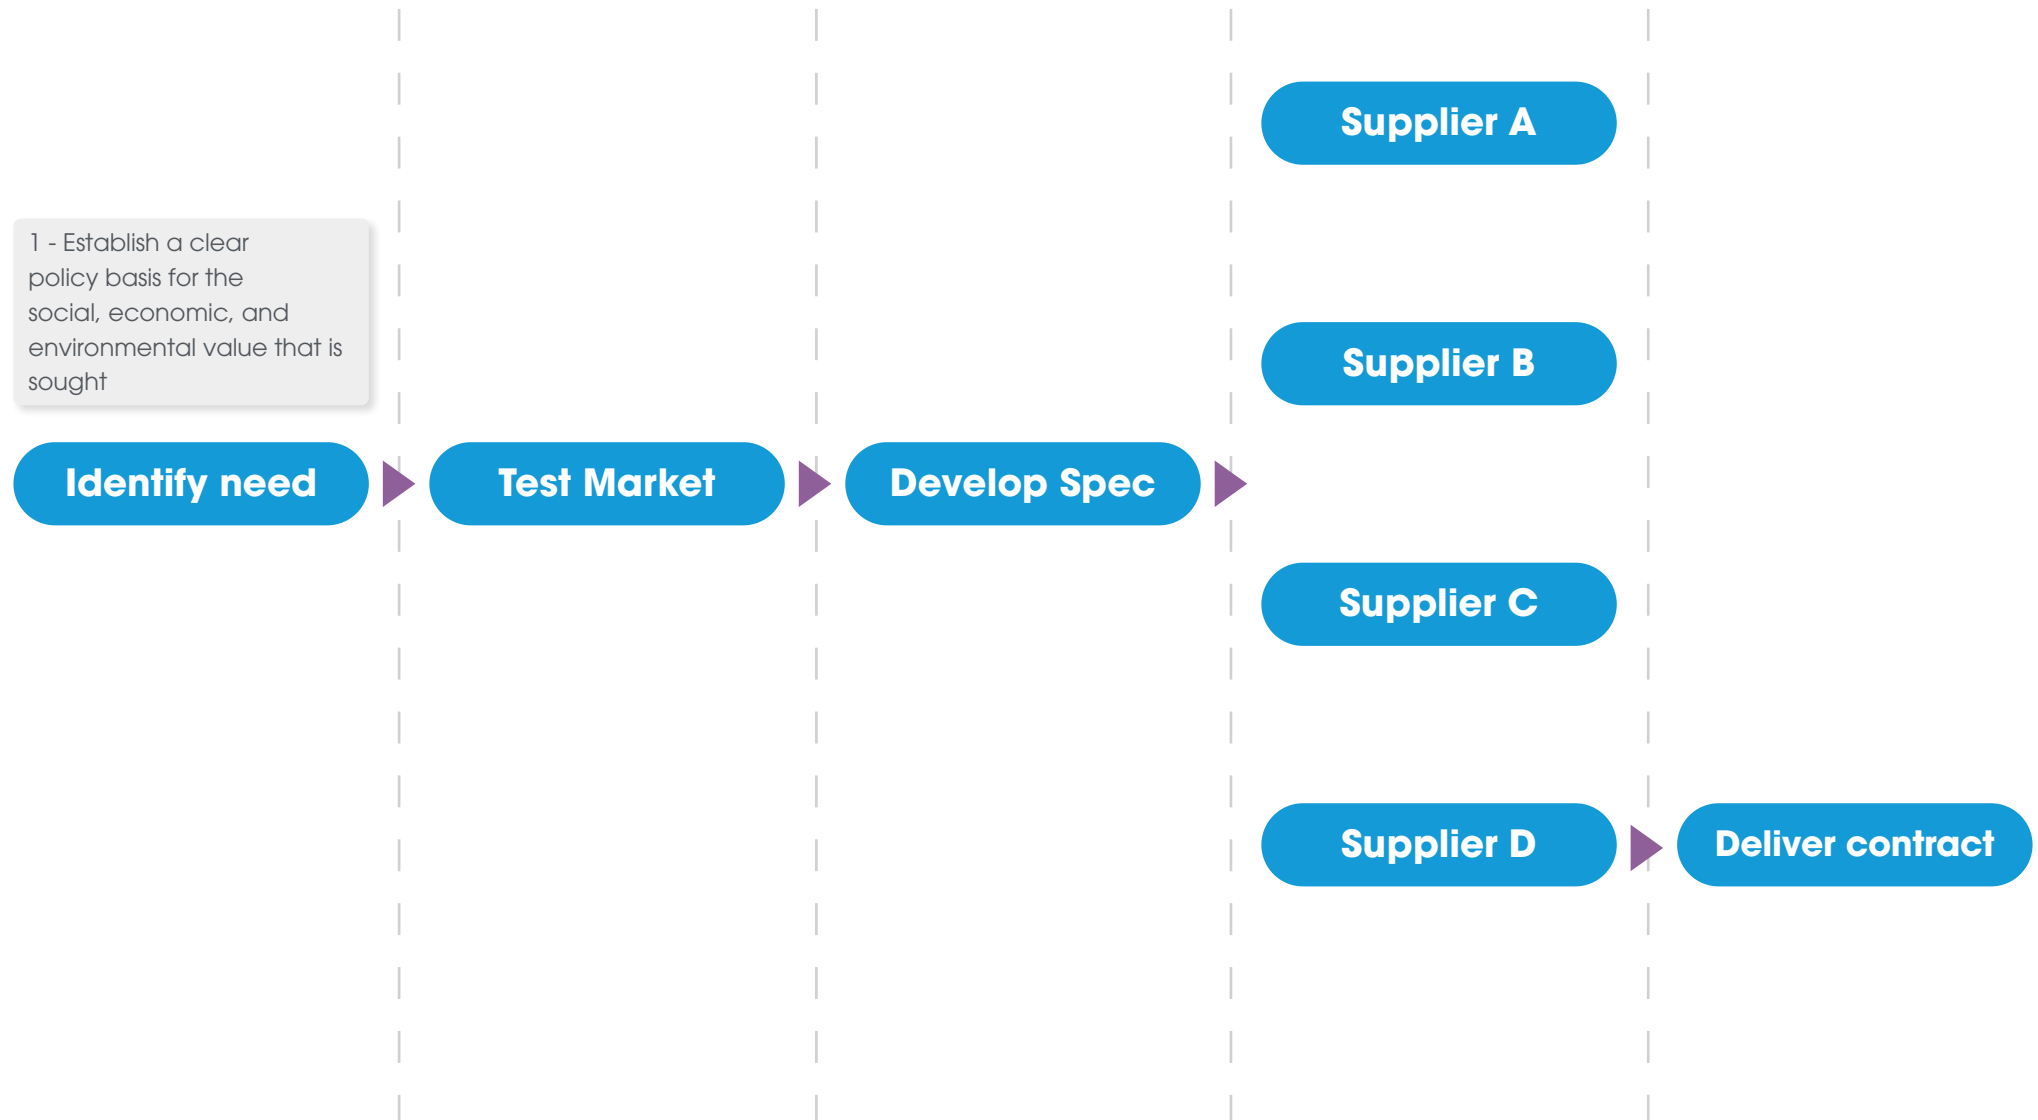 1 - Establish a clear
policy basis for the
social, economic, and
environmental value that is
sought
Identify need
Test Market
Develop Spec
Supplier A
Supplier B
Supplier C
Supplier D
Deliver contract